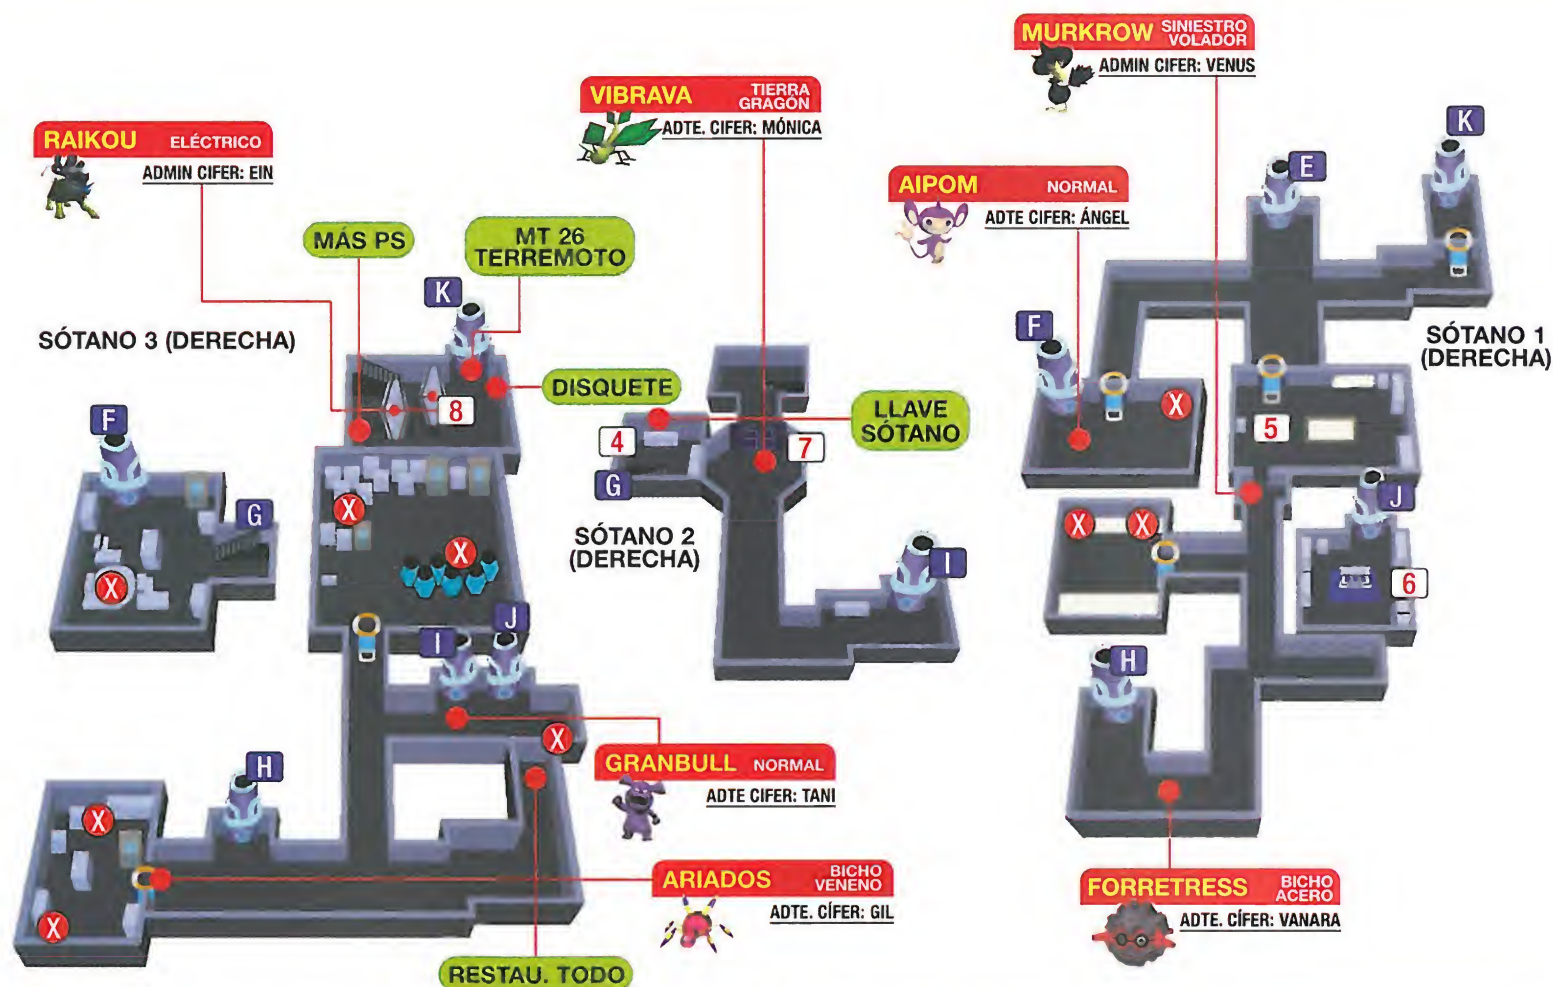 MURKROW SINIESTRO VOLADOR
ADMIN CIFER: VENUS
VIBRAVA TIERRA GRAGÓN
ADTE. CIFER: MÓNICA
RAIKOU ELÉCTRICO
ADMIN CIFER: EIN
AIPOM NORMAL
ADTE CIFER: ÁNGEL
MÁS PS
MT 26
TERREMOTO
K
E
K
SÓTANO 3 (DERECHA)
F
SÓTANO 1
(DERECHA)
DISQUETE
8
LLAVE
SÓTANO
X
F
4
7
5
G
G
J
SÓTANO 2
(DERECHA)
X
X
X
X
X
I
6
X
I
J
H
X
H
GRANBULL NORMAL
ADTE CIFER: TANI
X
X
ARIADOS BICHO VENENO
ADTE. CÍFER: GIL
FORRETRESS BICHO ACERO
ADTE. CÍFER: VANARA
RESTAU. TODO